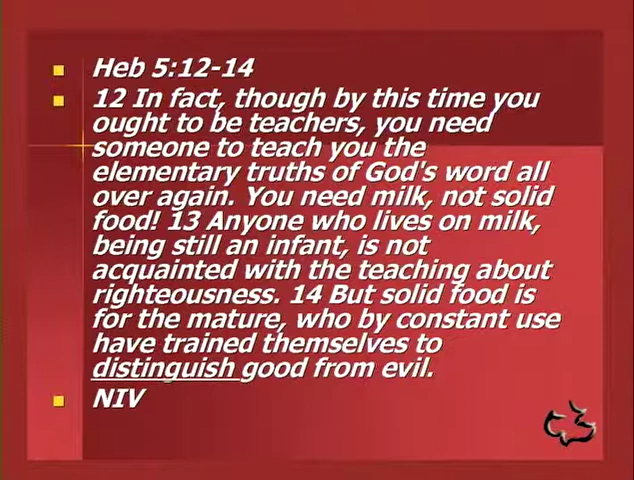 Heb 5:12-14
12 In fact, though by this time you
ought to be teachers, you need
someone to teach you the
elementary truths of God's word all
over again. You need milk, not solid
food! 13 Anyone who lives on milk,
being still an infant, is not
acquainted with the teaching about
righteousness. 14 But solid food is
for the mature, who by constant use
have trained themselves to
distinguish good from evil.
NIV